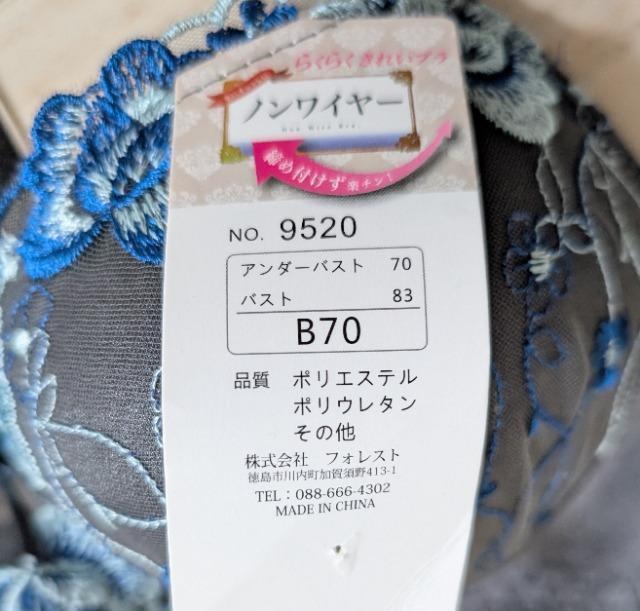 らくらくきれいブラ
ノンワイヤー
Non Wire Bra.
締め付けず楽チン!
NO. 9520
アンダーバスト 70
バスト 83
B70
品質 ポリエステル
ポリウレタン
その他
株式会社 フォレスト
徳島市川内町加賀須野413-1
TEL：088-666-4302
MADE IN CHINA